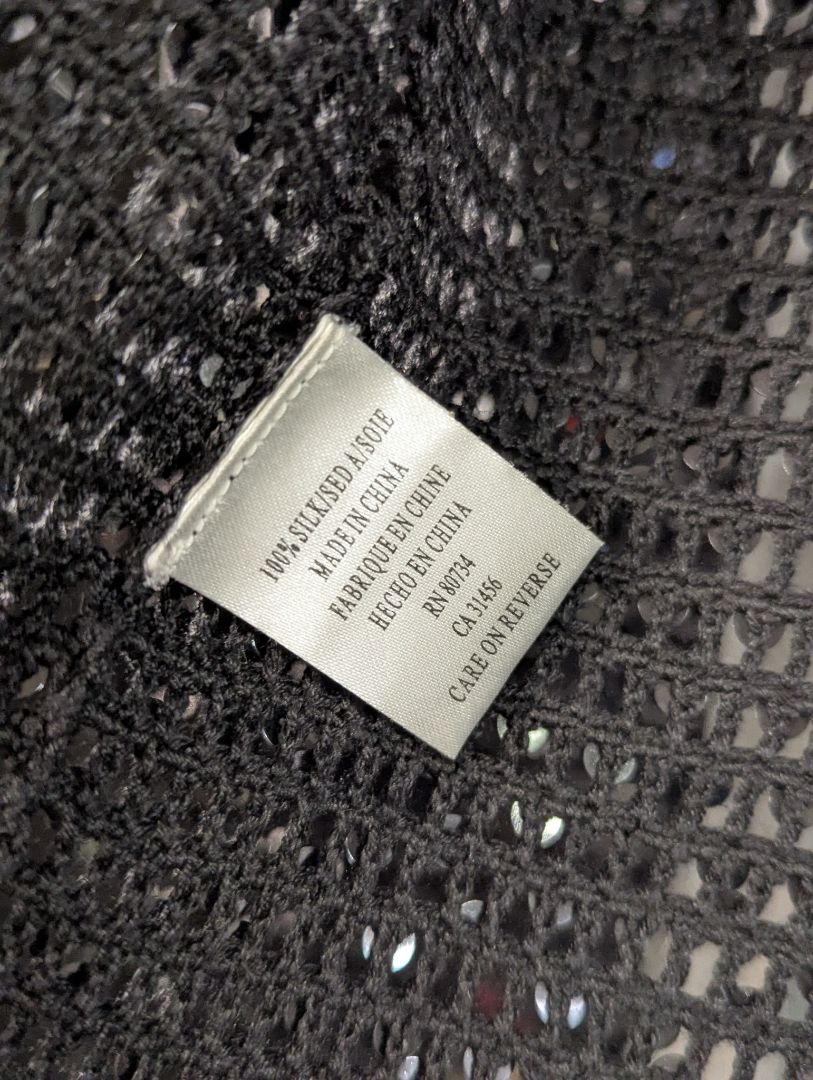 100% SILK/SED A/SOIE
MADE IN CHINA
FABRIQUE EN CHINE
HECHO EN CHINA
RN 80734
CA 31456
CARE ON REVERSE